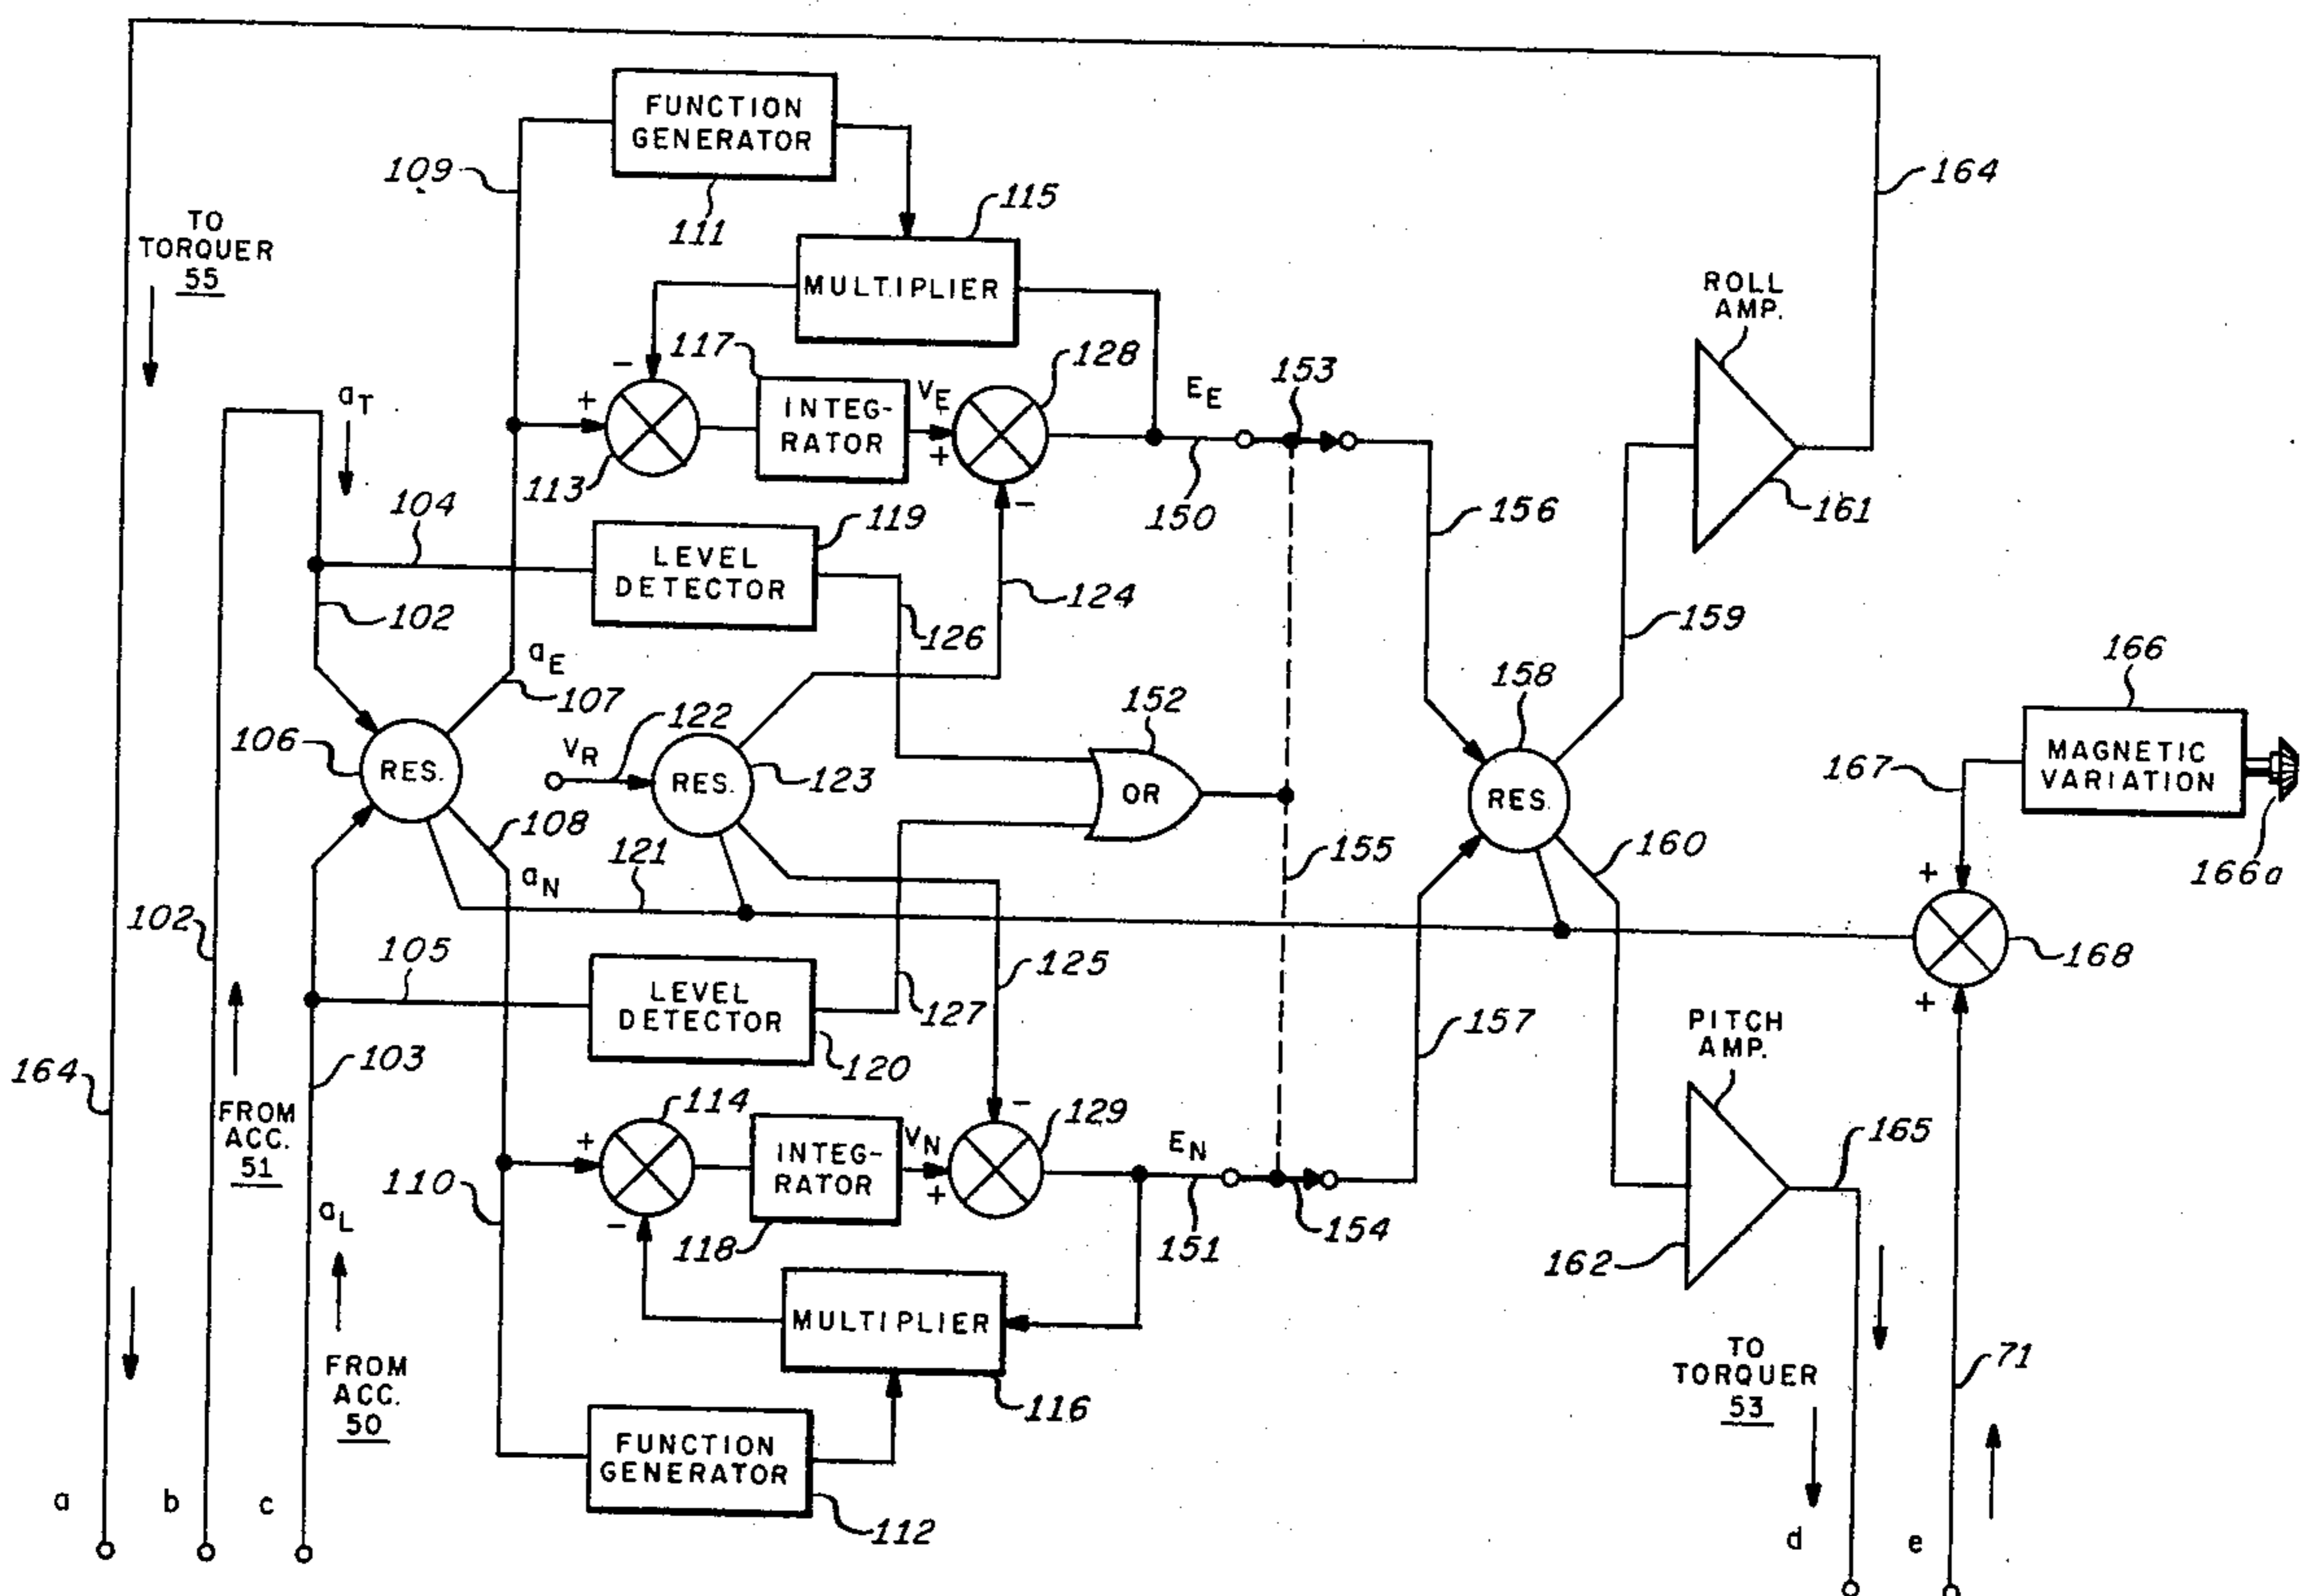 FUNCTION
GENERATOR
109
111
115
164
TO
TORQUER
55
MULTIPLIER
ROLL
AMP.
aT
- 117 128
+ INTEG-
RATOR
VE
+
EE 153
113
-
150
156
161
104
LEVEL
DETECTOR
119
124
102
126
159
aE
107
122
VR
152
158
166
106
RES.
RES.
123
OR
RES.
MAGNETIC
VARIATION
167
108
121
155
160
166a
aN
+
102
105
LEVEL
DETECTOR
125
168
127
+
157
PITCH
AMP.
103
120
164
FROM
ACC.
51
114
-
129
+ INTEG-
RATOR
VN
+
EN
165
110
-
aL
118
151
154
162
MULTIPLIER
FROM
ACC.
50
116
TO
TORQUER
53
71
FUNCTION
GENERATOR
112
a b c
d e